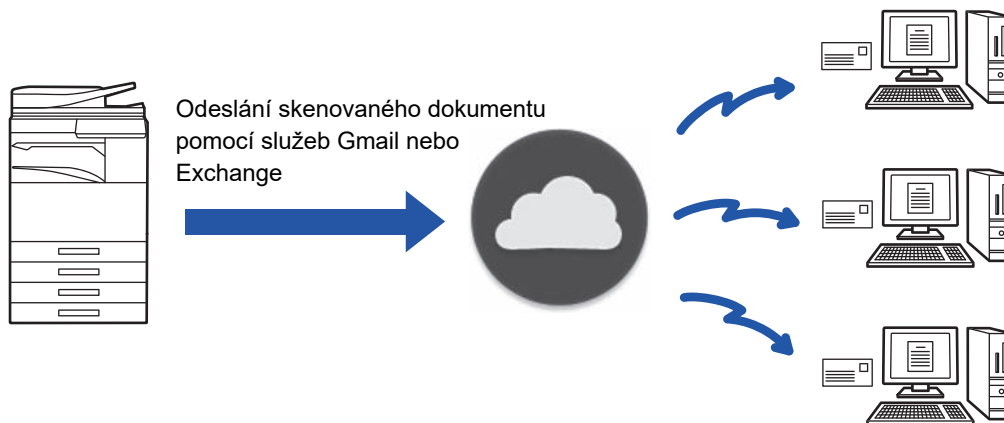 Odeslání skenovaného dokumentu
pomocí služeb Gmail nebo
Exchange